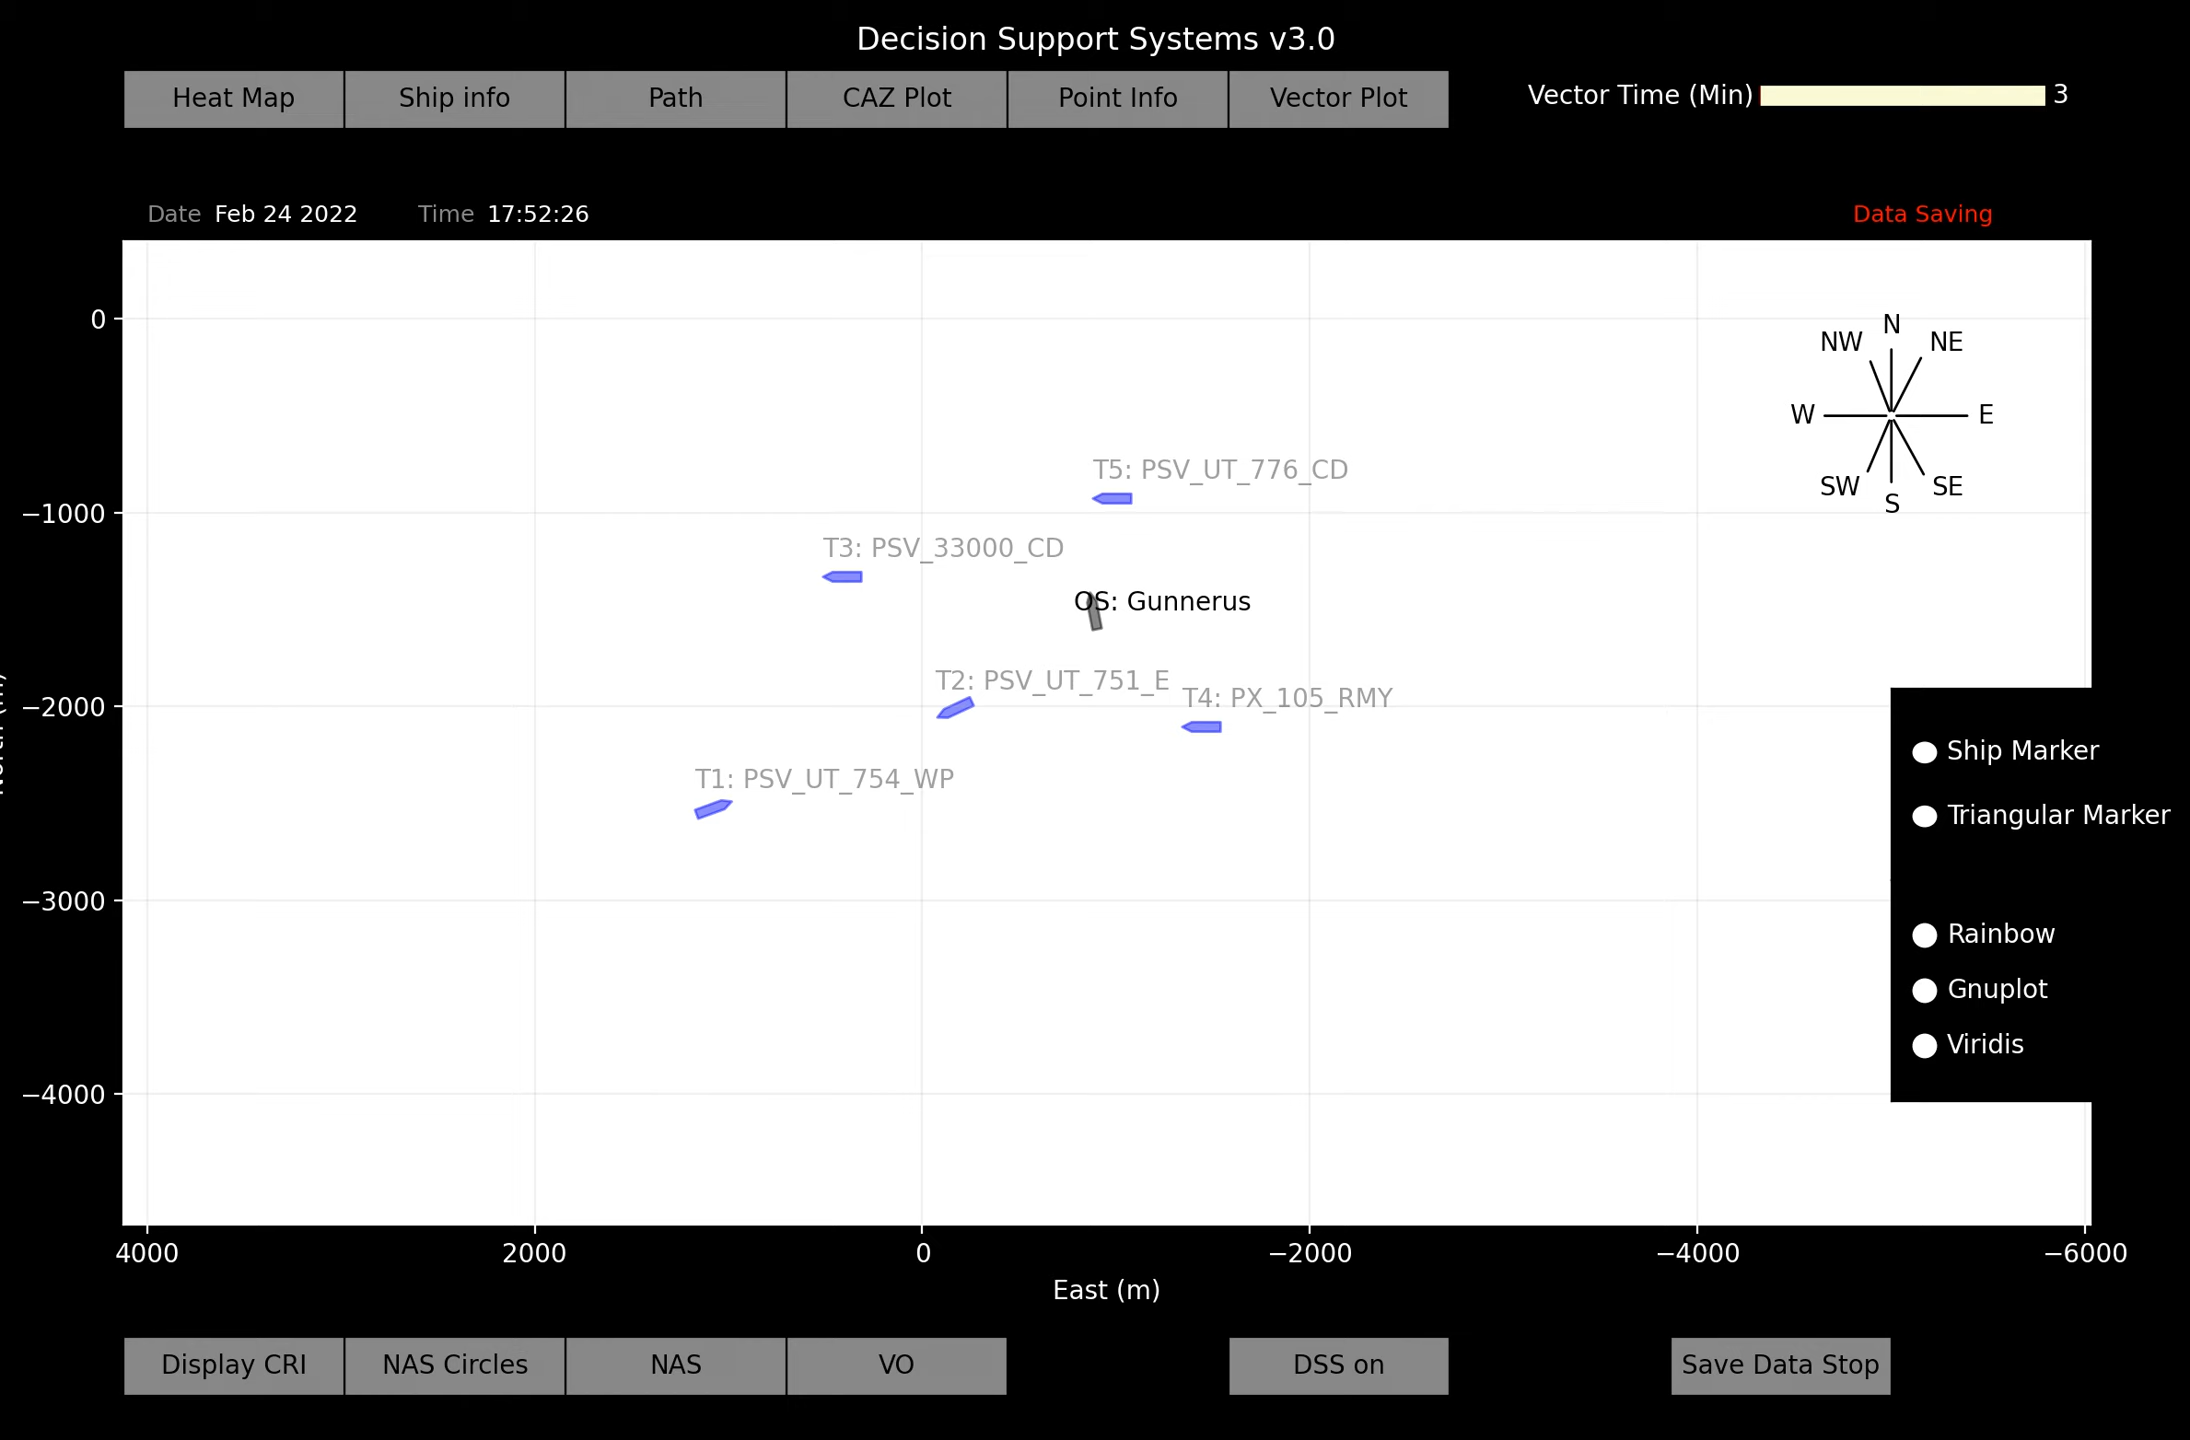 Decision Support Systems v3.0
Heat Map Ship info Path CAZ Plot Point Info Vector Plot Vector Time (Min) 3
Date Feb 24 2022 Time 17:52:26 Data Saving
0
N
NW NE
W E
SW SE
S
T5: PSV_UT_776_CD
−1000
T3: PSV_33000_CD
OS: Gunnerus
T2: PSV_UT_751_E
T4: PX_105_RMY
−2000
T1: PSV_UT_754_WP
Ship Marker
Triangular Marker
−3000
Rainbow
Gnuplot
Viridis
−4000
4000 2000 0 −2000 −4000 −6000
East (m)
Display CRI NAS Circles NAS VO DSS on Save Data Stop